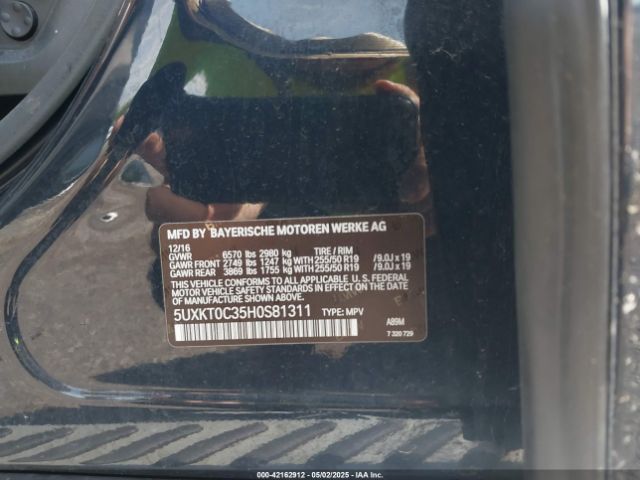 MFD BY BAYERISCHE MOTOREN WERKE AG
12/16
GVWR 6570 lbs 2980 kg TIRE / RIM
GAWR FRONT 2749 lbs 1247 kg WITH 255/50 R19 /9.0J x 19
GAWR REAR 3869 lbs 1755 kg WITH 255/50 R19 /9.0J x 19
THIS VEHICLE CONFORMS TO ALL APPLICABLE U.S. FEDERAL
MOTOR VEHICLE SAFETY STANDARDS IN EFFECT ON THE
DATE OF MANUFACTURE SHOWN ABOVE.
5UXKT0C35H0S81311 TYPE: MPV
A89M
7 320 729
000-42162912 - 05/02/2025 - IAA Inc.